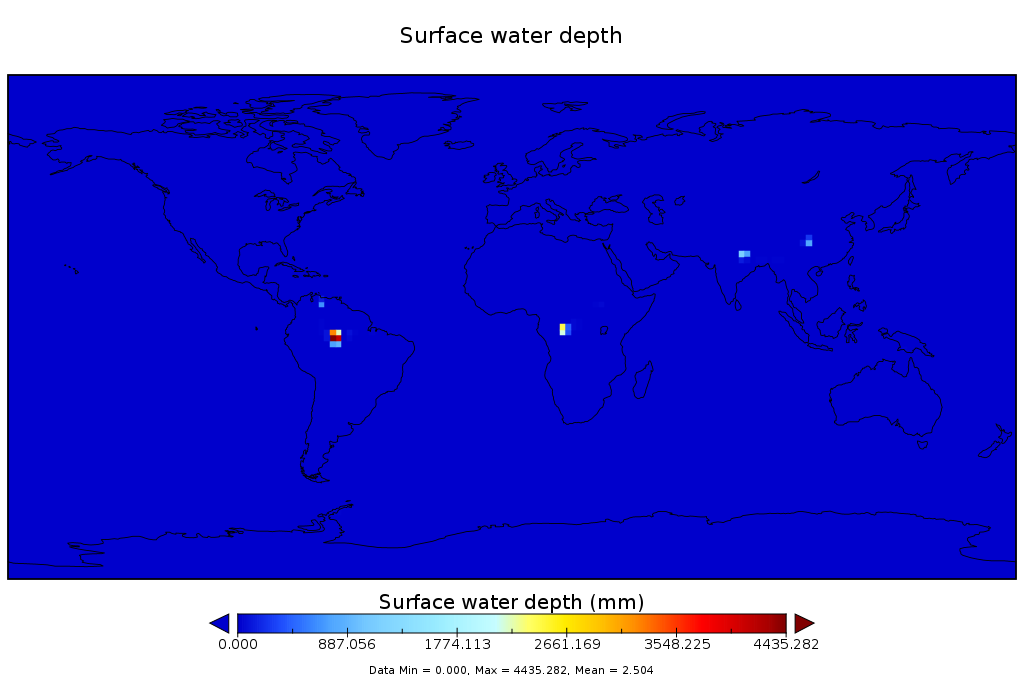 Surface water depth
Surface water depth (mm)
0.000 887.056 1774.113 2661.169 3548.225 4435.282
Data Min = 0.000, Max = 4435.282, Mean = 2.504